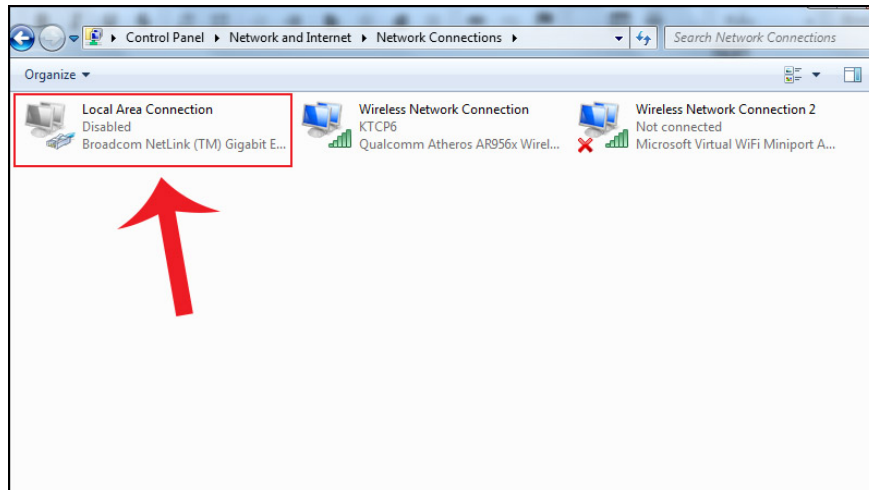 Control Panel Network and Internet Network Connections Search Network Connections
Organize
Local Area Connection
Disabled
Broadcom NetLink (TM) Gigabit E...
Wireless Network Connection
KTCP6
Qualcomm Atheros AR956x Wirel...
Wireless Network Connection 2
Not connected
Microsoft Virtual WiFi Miniport A...